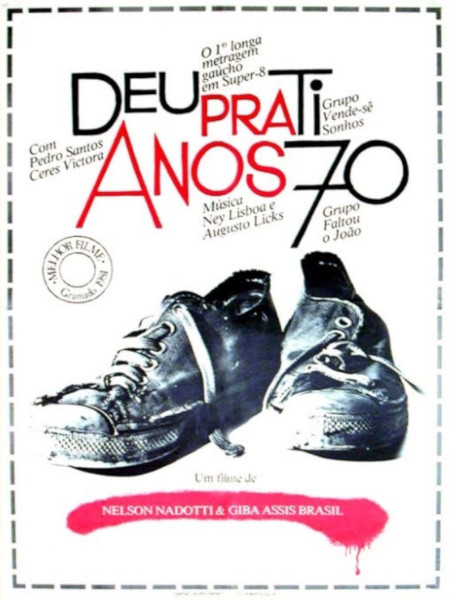 O 1º longa
metragem
gaúcho
em Super-8
DEU PRA TI
ANOS 70
Com
Pedro Santos
Ceres Victora
Grupo
Vende-sê
Sonhos
Música
Ney Lisboa e
Augusto Licks
Grupo
Faltou
o João
MELHOR FILME
Gramado 1981
Um filme de
NELSON NADOTTI & GIBA ASSIS BRASIL